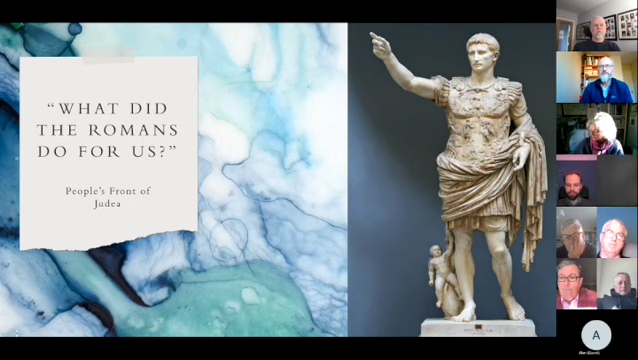 “WHAT DID
THE ROMANS
DO FOR US?”
People’s Front of
Judea
A